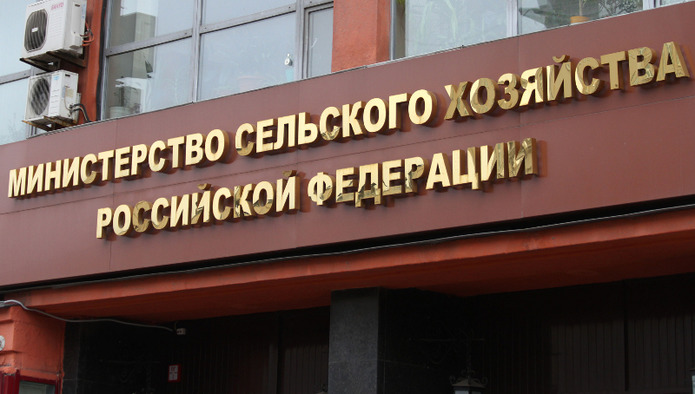 МИНИСТЕРСТВО СЕЛЬСКОГО ХОЗЯЙСТВА
РОССИЙСКОЙ ФЕДЕРАЦИИ